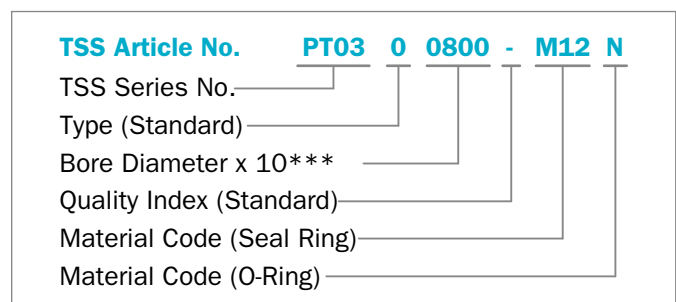 TSS Article No. PT03 0 0800 - M12 N
TSS Series No.
Type (Standard)
Bore Diameter x 10***
Quality Index (Standard)
Material Code (Seal Ring)
Material Code (O-Ring)